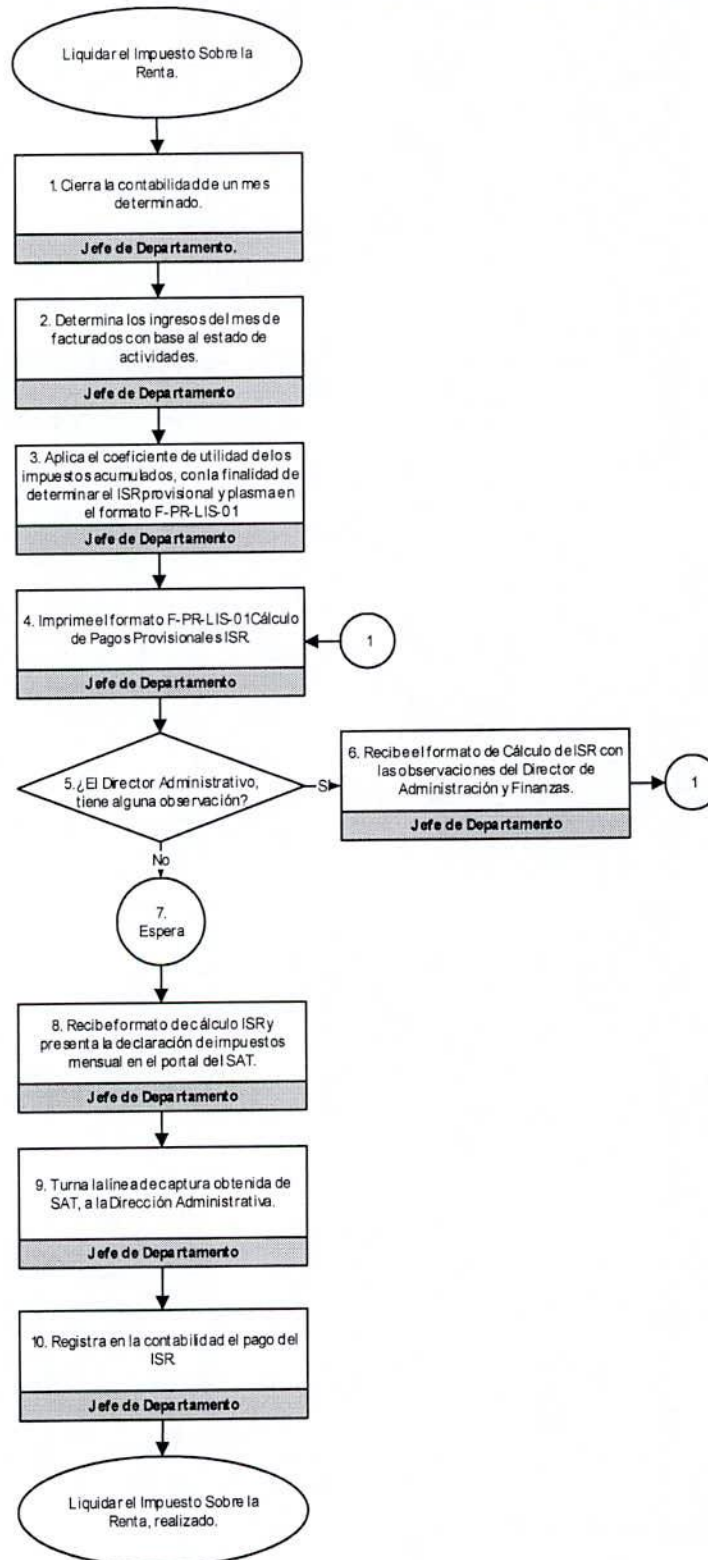 Liquidar el Impuesto Sobre la
Renta.
1. Cierra la contabilidad de un mes
determinado.
Jefe de Departamento.
2. Determina los ingresos del mes de
facturados con base al estado de
actividades.
Jefe de Departamento
3. Aplica el coeficiente de utilidad de los
impuestos acumulados, con la finalidad de
determinar el ISR provisional y plasma en
el formato F-PR-LIS-01
Jefe de Departamento
4. Imprime el formato F-PR-LIS-01 Cálculo
de Pagos Provisionales ISR.
Jefe de Departamento
1
5. ¿El Director Administrativo,
tiene alguna observación?
Si
6. Recibe el formato de Cálculo de ISR con
las observaciones del Director de
Administración y Finanzas.
Jefe de Departamento
1
No
7.
Espera
8. Recibe formato de cálculo ISR y
presenta la declaración de impuestos
mensual en el portal del SAT.
Jefe de Departamento
9. Turna la línea de captura obtenida de
SAT, a la Dirección Administrativa.
Jefe de Departamento
10. Registra en la contabilidad el pago del
ISR.
Jefe de Departamento
Liquidar el Impuesto Sobre la
Renta, realizado.